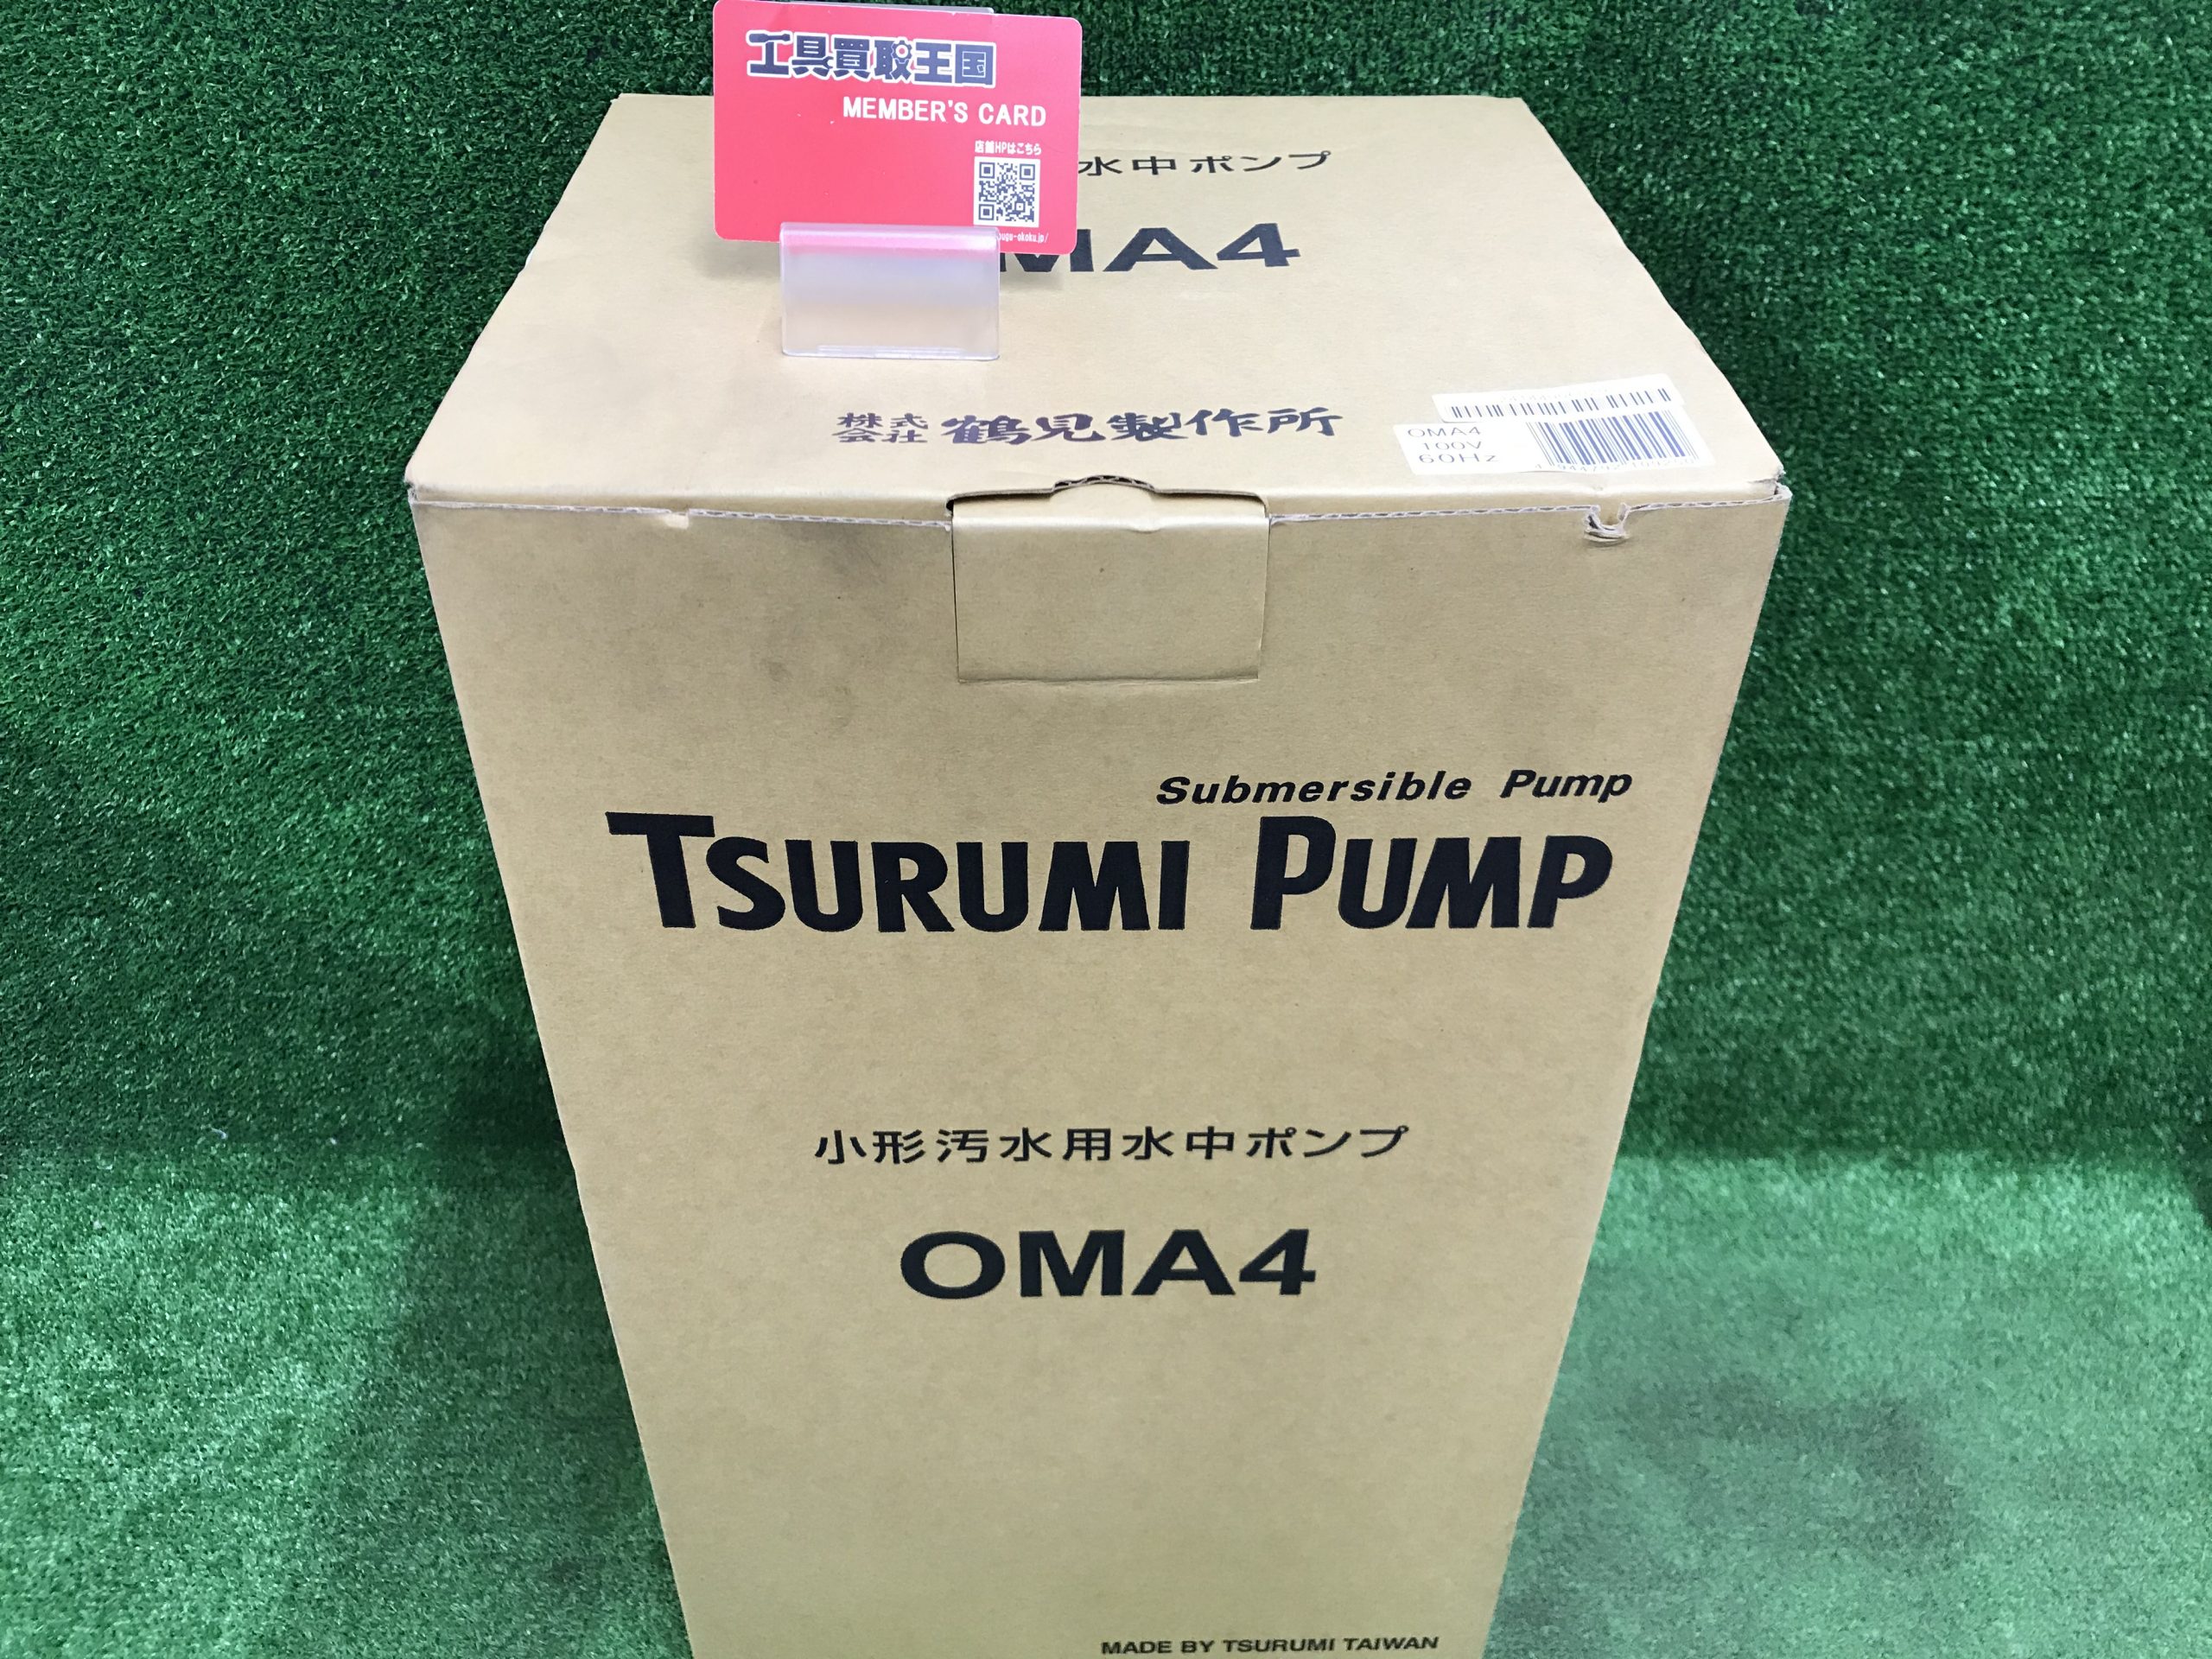 工具買取王国
MEMBER'S CARD
店舗HPはこちら
水中ポンプ
MA4
株式会社 鶴見製作所
OMA4
100V
60Hz
Submersible Pump
TSURUMI PUMP
小形汚水用水中ポンプ
OMA4
MADE BY TSURUMI TAIWAN